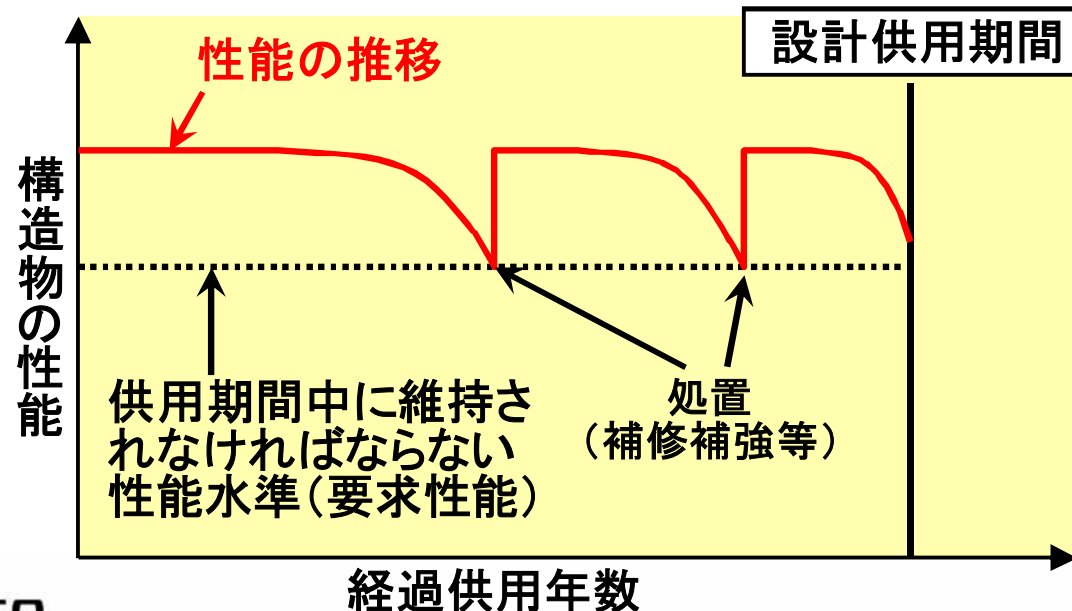 設計供用期間
性能の推移
構造物の性能
供用期間中に維持さ
れなければならない
性能水準(要求性能)
処置
(補修補強等)
経過供用年数